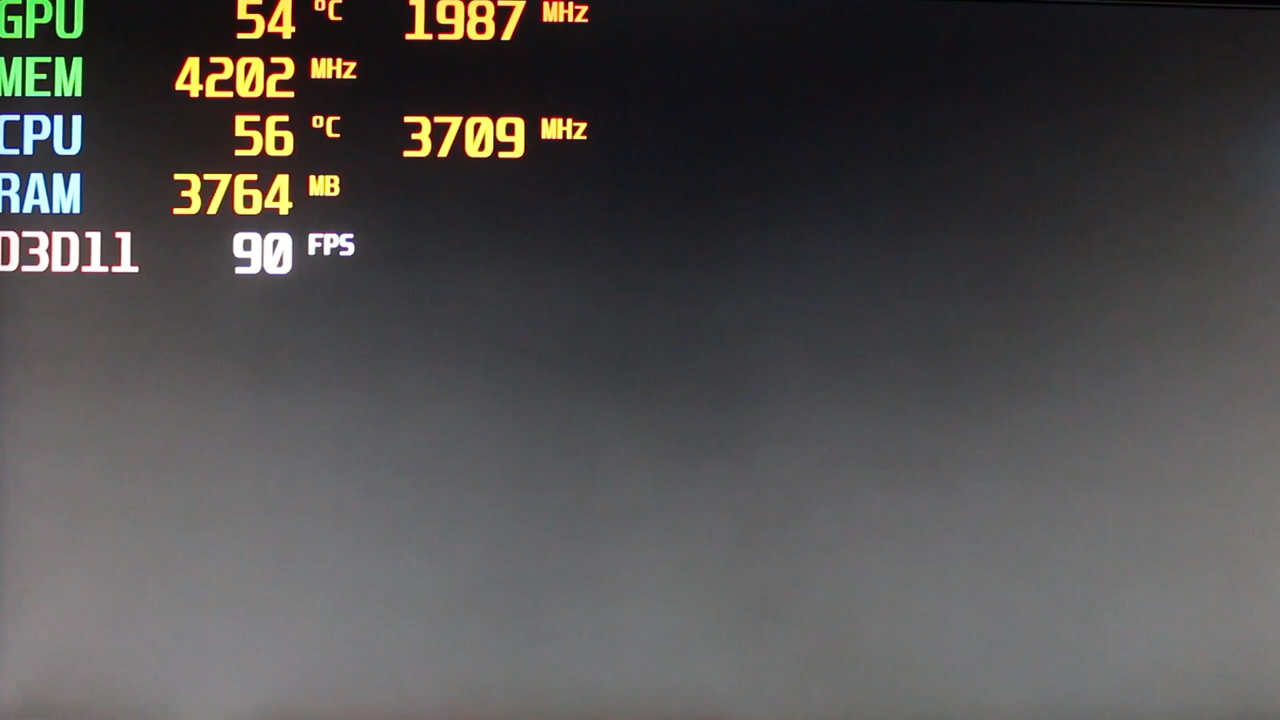 GPU 54 °C 1987 MHz
MEM 4202 MHz
CPU 56 °C 3709 MHz
RAM 3764 MB
D3D11 90 FPS